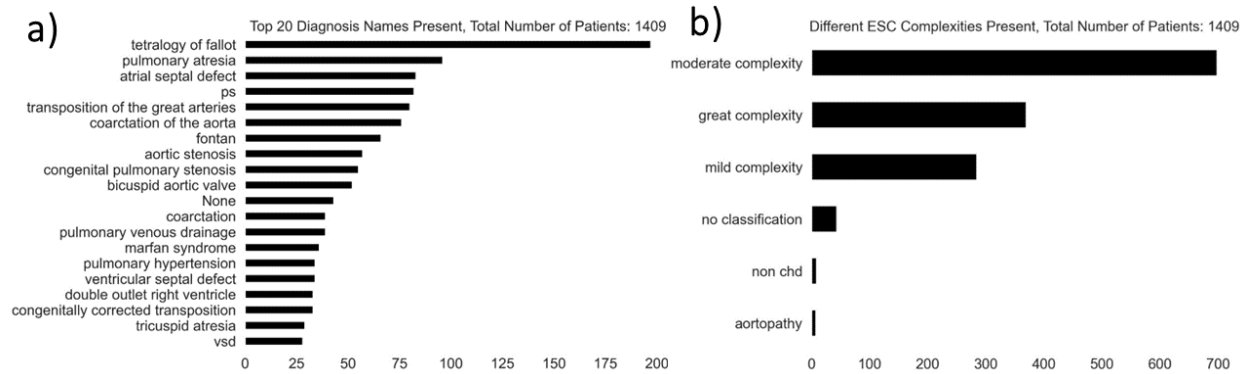 a)
Top 20 Diagnosis Names Present, Total Number of Patients: 1409
tetralogy of fallot
pulmonary atresia
atrial septal defect
ps
transposition of the great arteries
coarctation of the aorta
fontan
aortic stenosis
congenital pulmonary stenosis
bicuspid aortic valve
None
coarctation
pulmonary venous drainage
marfan syndrome
pulmonary hypertension
ventricular septal defect
double outlet right ventricle
congenitally corrected transposition
tricuspid atresia
vsd
0 25 50 75 100 125 150 175 200
b)
Different ESC Complexities Present, Total Number of Patients: 1409
moderate complexity
great complexity
mild complexity
no classification
non chd
aortopathy
0 100 200 300 400 500 600 700